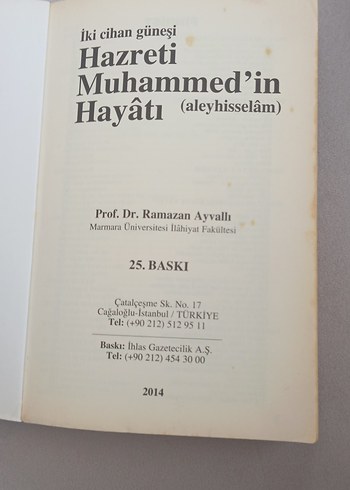 İki cihan güneşi
Hazreti
Muhammed'in
Hayâtı (aleyhisselâm)
Prof. Dr. Ramazan Ayvallı
Marmara Üniversitesi İlâhiyat Fakültesi
25. BASKI
Çatalçeşme Sk. No. 17
Cağaloğlu-İstanbul / TÜRKİYE
Tel: (+90 212) 512 95 11
Baskı: İhlas Gazetecilik A.Ş.
Tel: (+90 212) 454 30 00
2014